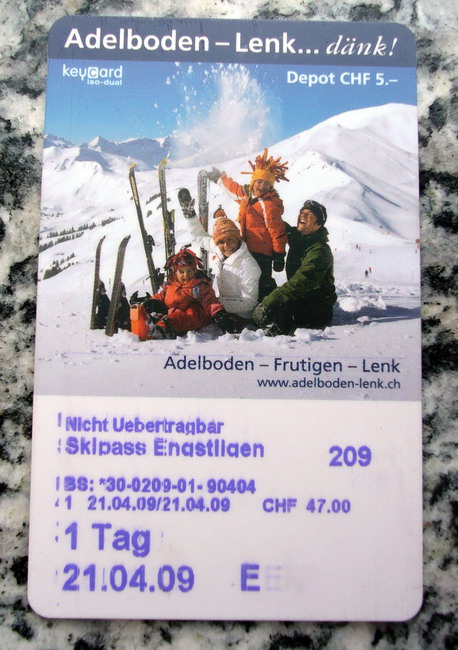 Adelboden – Lenk... dänk!
keycard
iso-dual
Depot CHF 5.–
Adelboden – Frutigen – Lenk
www.adelboden-lenk.ch
Nicht Uebertragbar
Skipass Engstligen 209
BS: *30-0209-01- 90404
1 21.04.09/21.04.09 CHF 47.00
1 Tag
21.04.09 E